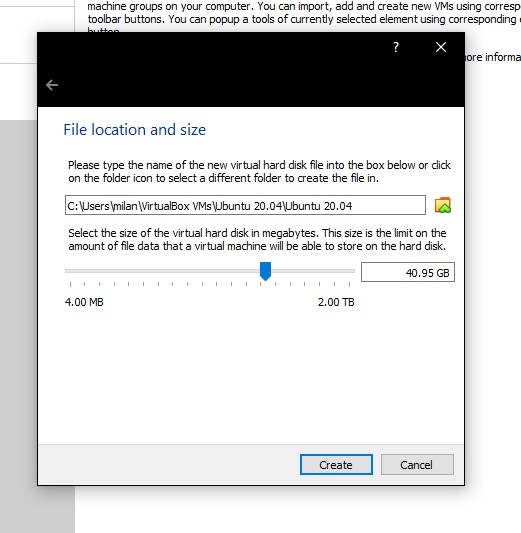 machine groups on your computer. You can import, add and create new VMs using
toolbar buttons. You can popup a tools of currently selected element using corresponding
button
?
File location and size
Please type the name of the new virtual hard disk file into the box below or click
on the folder icon to select a different folder to create the file in.
C:\Users\milan\VirtualBox VMs\Ubuntu 20.04\Ubuntu 20.04
Select the size of the virtual hard disk in megabytes. This size is the limit on the
amount of file data that a virtual machine will be able to store on the hard disk.
40.95 GB
4.00 MB 2.00 TB
Create Cancel